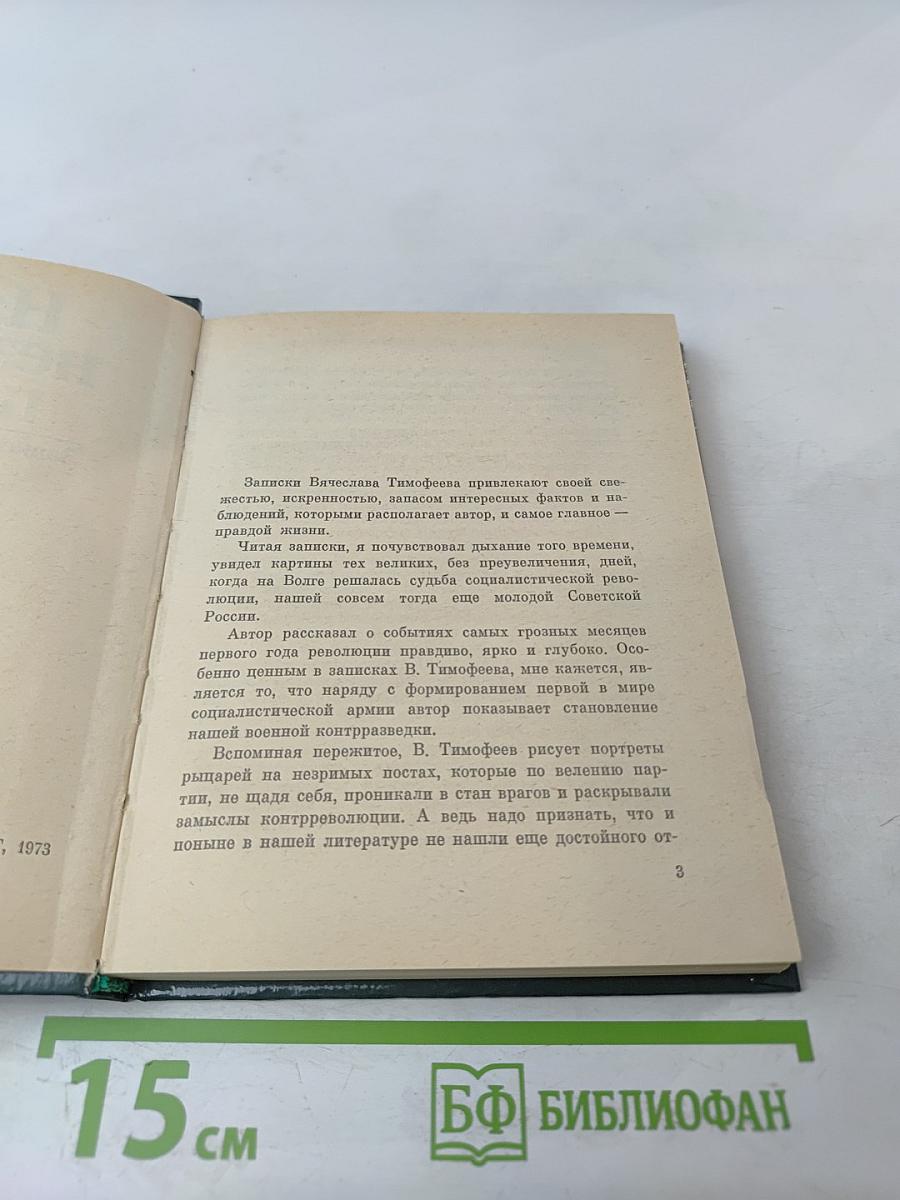 Записки Вячеслава Тимофеева привлекают своей све-
жестью, искренностью, запасом интересных фактов и на-
блюдений, которыми располагает автор, и самое главное —
правдой жизни.
Читая записки, я почувствовал дыхание того времени,
увидел картины тех великих, без преувеличения, дней,
когда на Волге решалась судьба социалистической рево-
люции, нашей совсем тогда еще молодой Советской
России.
Автор рассказал о событиях самых грозных месяцев
первого года революции правдиво, ярко и глубоко. Осо-
бенно ценным в записках В. Тимофеева, мне кажется, яв-
ляется то, что наряду с формированием первой в мире
социалистической армии автор показывает становление
нашей военной контрразведки.
Вспоминая пережитое, В. Тимофеев рисует портреты
рыцарей на незримых постах, которые по велению пар-
тии, не щадя себя, проникали в стан врагов и раскрывали
замыслы контрреволюции. А ведь надо признать, что и
поныне в нашей литературе не нашли еще достойного от-
3
, 1973
15 см
БФ БИБЛИОФАН